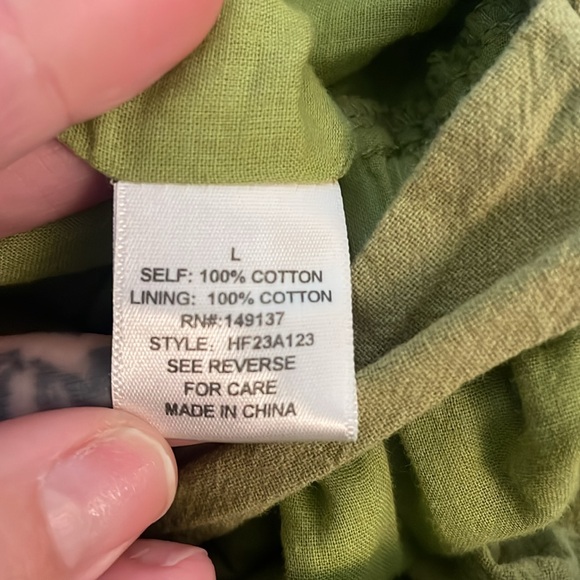 L
SELF: 100% COTTON
LINING: 100% COTTON
RN#:149137
STYLE: HF23A123
SEE REVERSE
FOR CARE
MADE IN CHINA